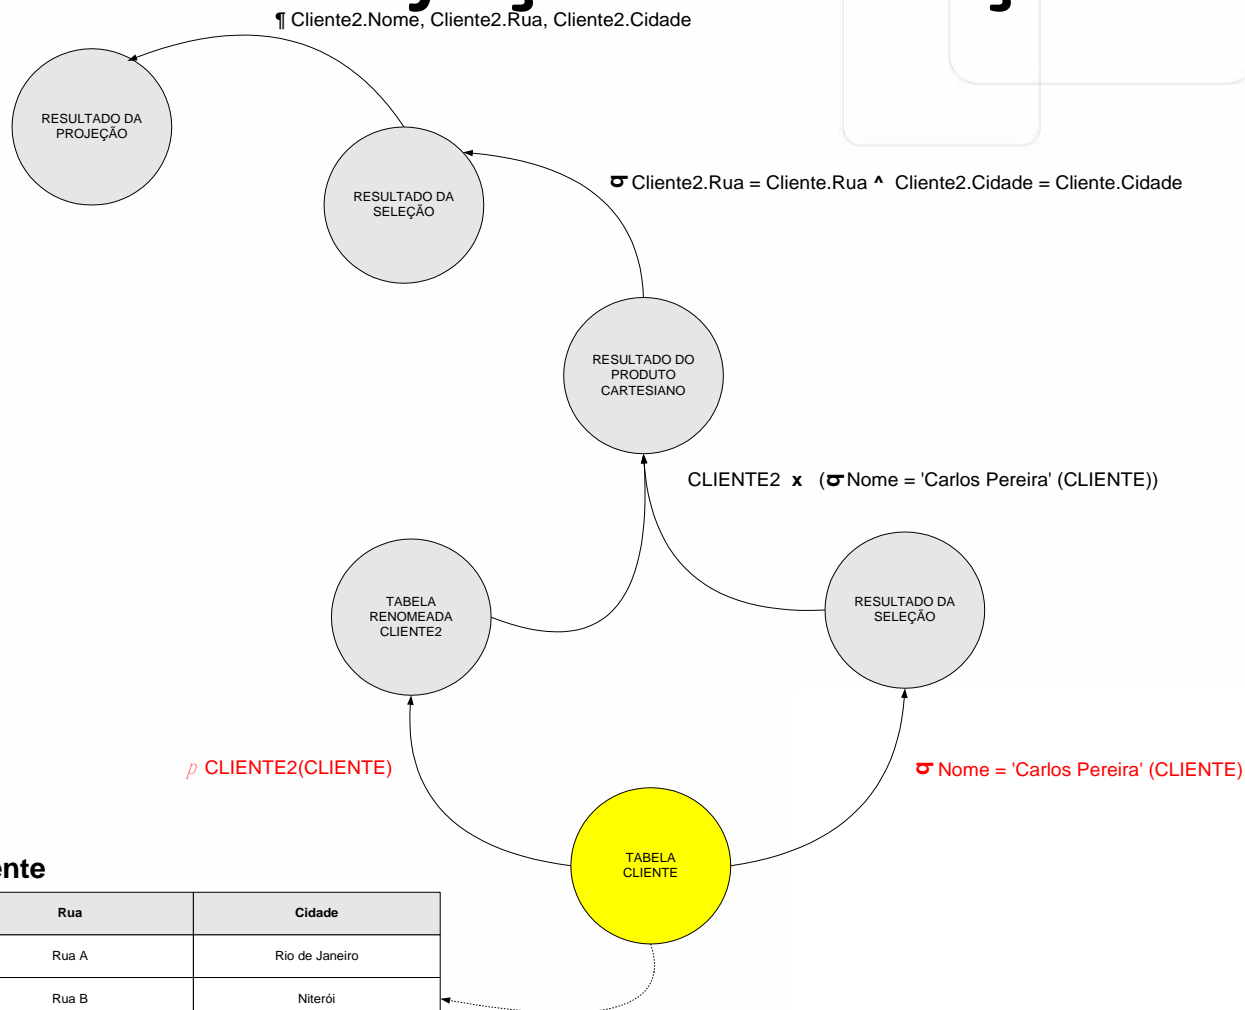 ¶ Cliente2.Nome, Cliente2.Rua, Cliente2.Cidade
RESULTADO DA
PROJEÇÃO
RESULTADO DA
SELEÇÃO
σ Cliente2.Rua = Cliente.Rua ^ Cliente2.Cidade = Cliente.Cidade
RESULTADO DO
PRODUTO
CARTESIANO
CLIENTE2 x (σ Nome = 'Carlos Pereira' (CLIENTE))
TABELA
RENOMEADA
CLIENTE2
RESULTADO DA
SELEÇÃO
p CLIENTE2(CLIENTE)
σ Nome = 'Carlos Pereira' (CLIENTE)
TABELA
CLIENTE
ente
Rua Cidade
Rua A Rio de Janeiro
Rua B Niterói